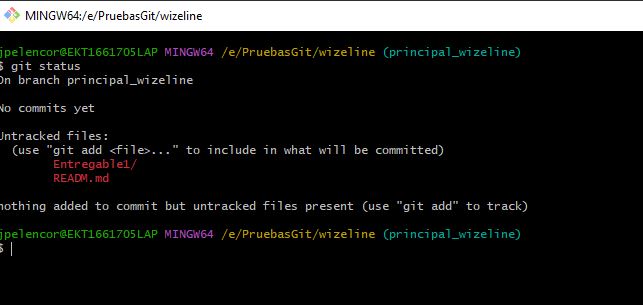 MINGW64:/e/PruebasGit/wizeline
jpelencor@EKT1661705LAP MINGW64 /e/PruebasGit/wizeline (principal_wizeline)
$ git status
On branch principal_wizeline
No commits yet
Untracked files:
(use "git add <file>..." to include in what will be committed)
Entregable1/
READM.md
nothing added to commit but untracked files present (use "git add" to track)
jpelencor@EKT1661705LAP MINGW64 /e/PruebasGit/wizeline (principal_wizeline)
$